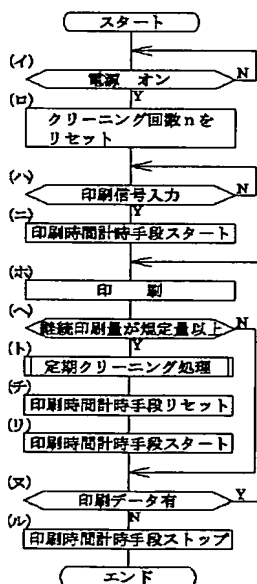 スタート
(イ)
電源 オン
N
Y
(ロ)
クリーニング回数nを
リセット
(ハ)
印刷信号入力
N
Y
(ニ)
印刷時間計時手段スタート
(ホ)
印 刷
(ヘ)
継続印刷量が規定量以上
N
Y
(ト)
定期クリーニング処理
(チ)
印刷時間計時手段リセット
(リ)
印刷時間計時手段スタート
(ヌ)
印刷データ有
Y
N
(ル)
印刷時間計時手段ストップ
エンド